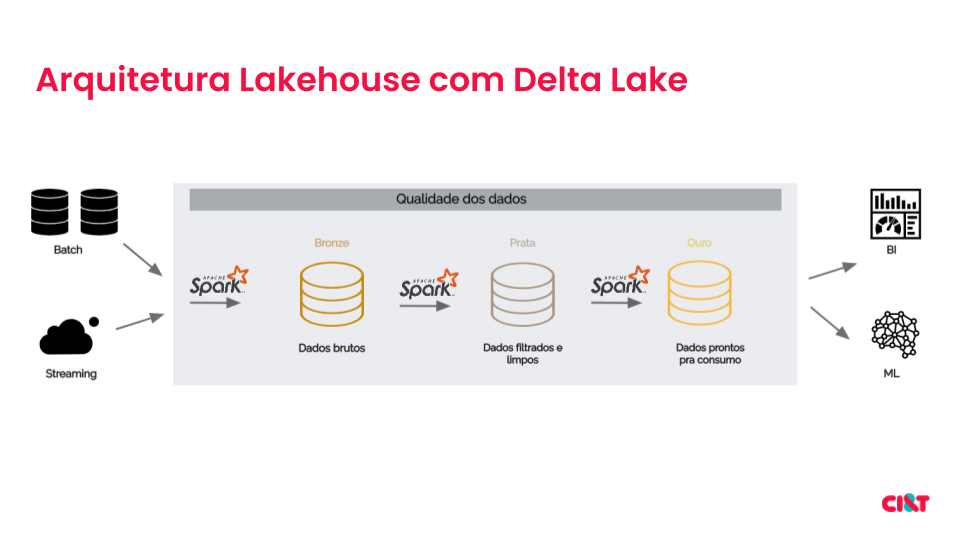 Arquitetura Lakehouse com Delta Lake
Qualidade dos dados
Batch
Streaming
APACHE
Spark
Bronze
Dados brutos
APACHE
Spark
Prata
Dados filtrados e
limpos
APACHE
Spark
Ouro
Dados prontos
pra consumo
BI
ML
CI&T